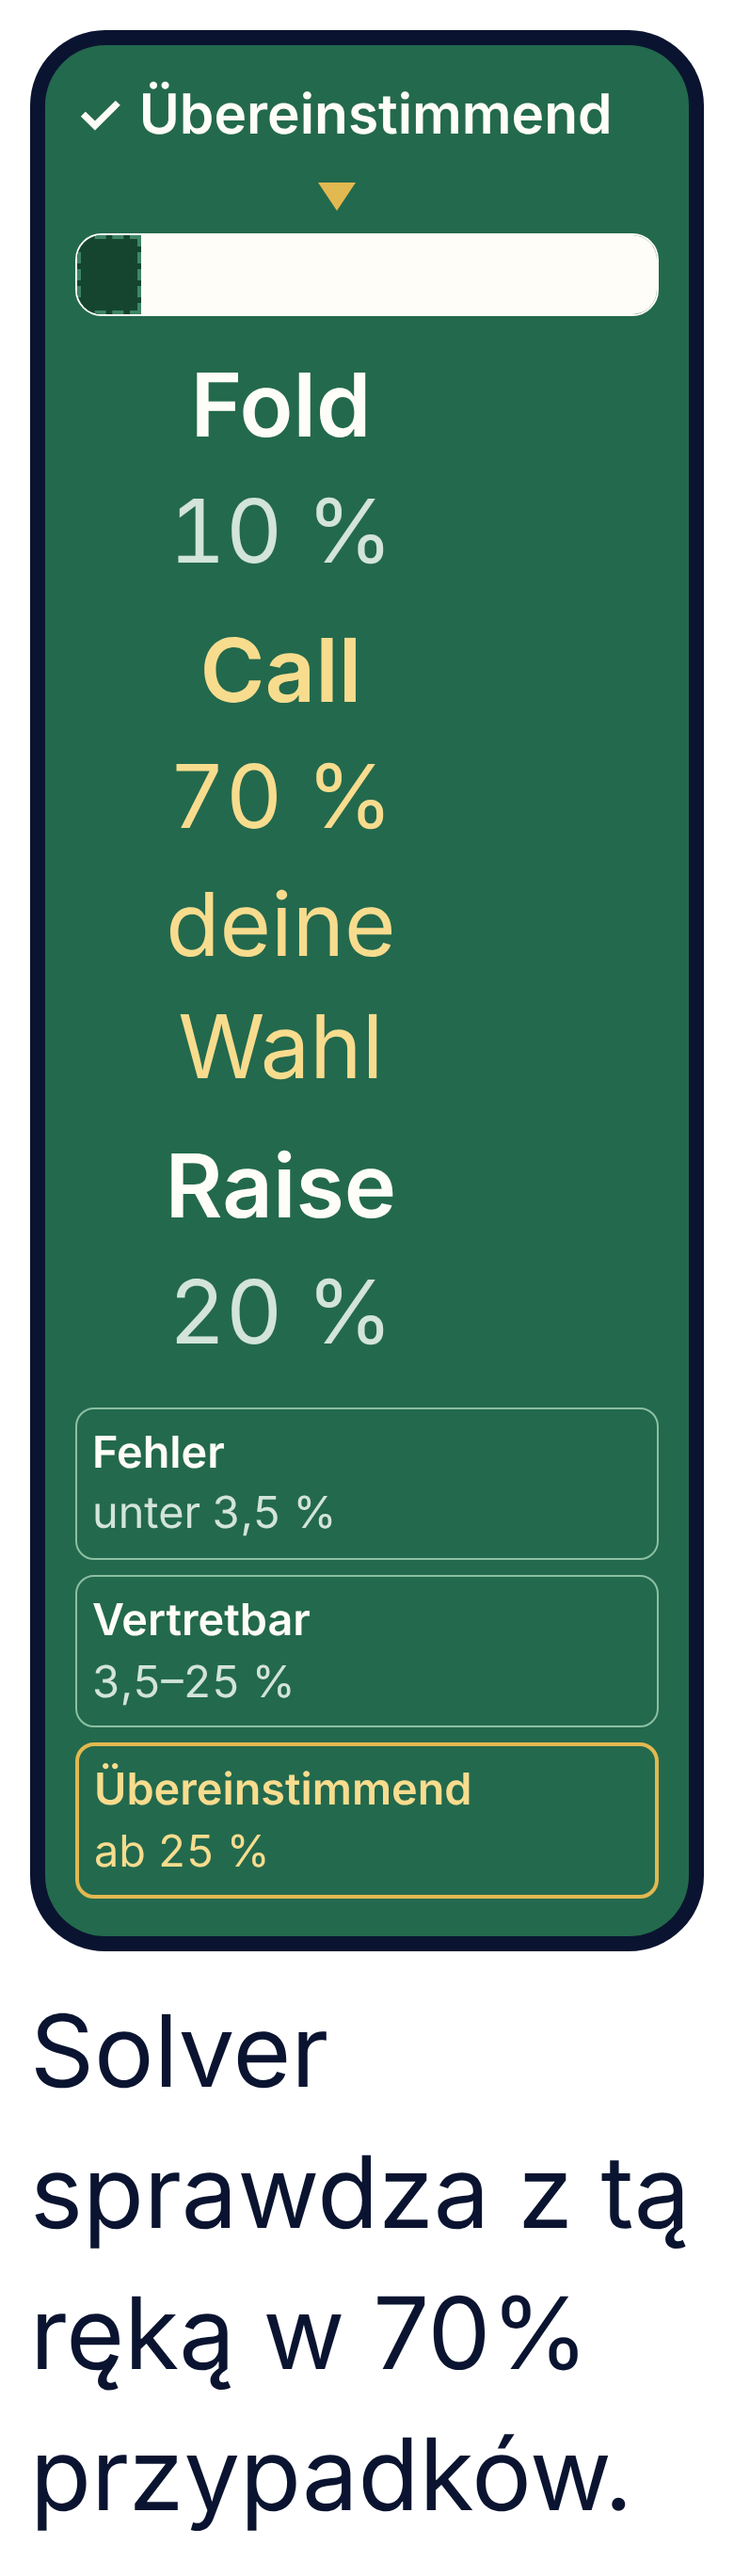 ✓ Übereinstimmend
Fold
10 %
Call
70 %
deine
Wahl
Raise
20 %
Fehler
unter 3,5 %
Vertretbar
3,5–25 %
Übereinstimmend
ab 25 %
Solver
sprawdza z tą
ręką w 70%
przypadków.